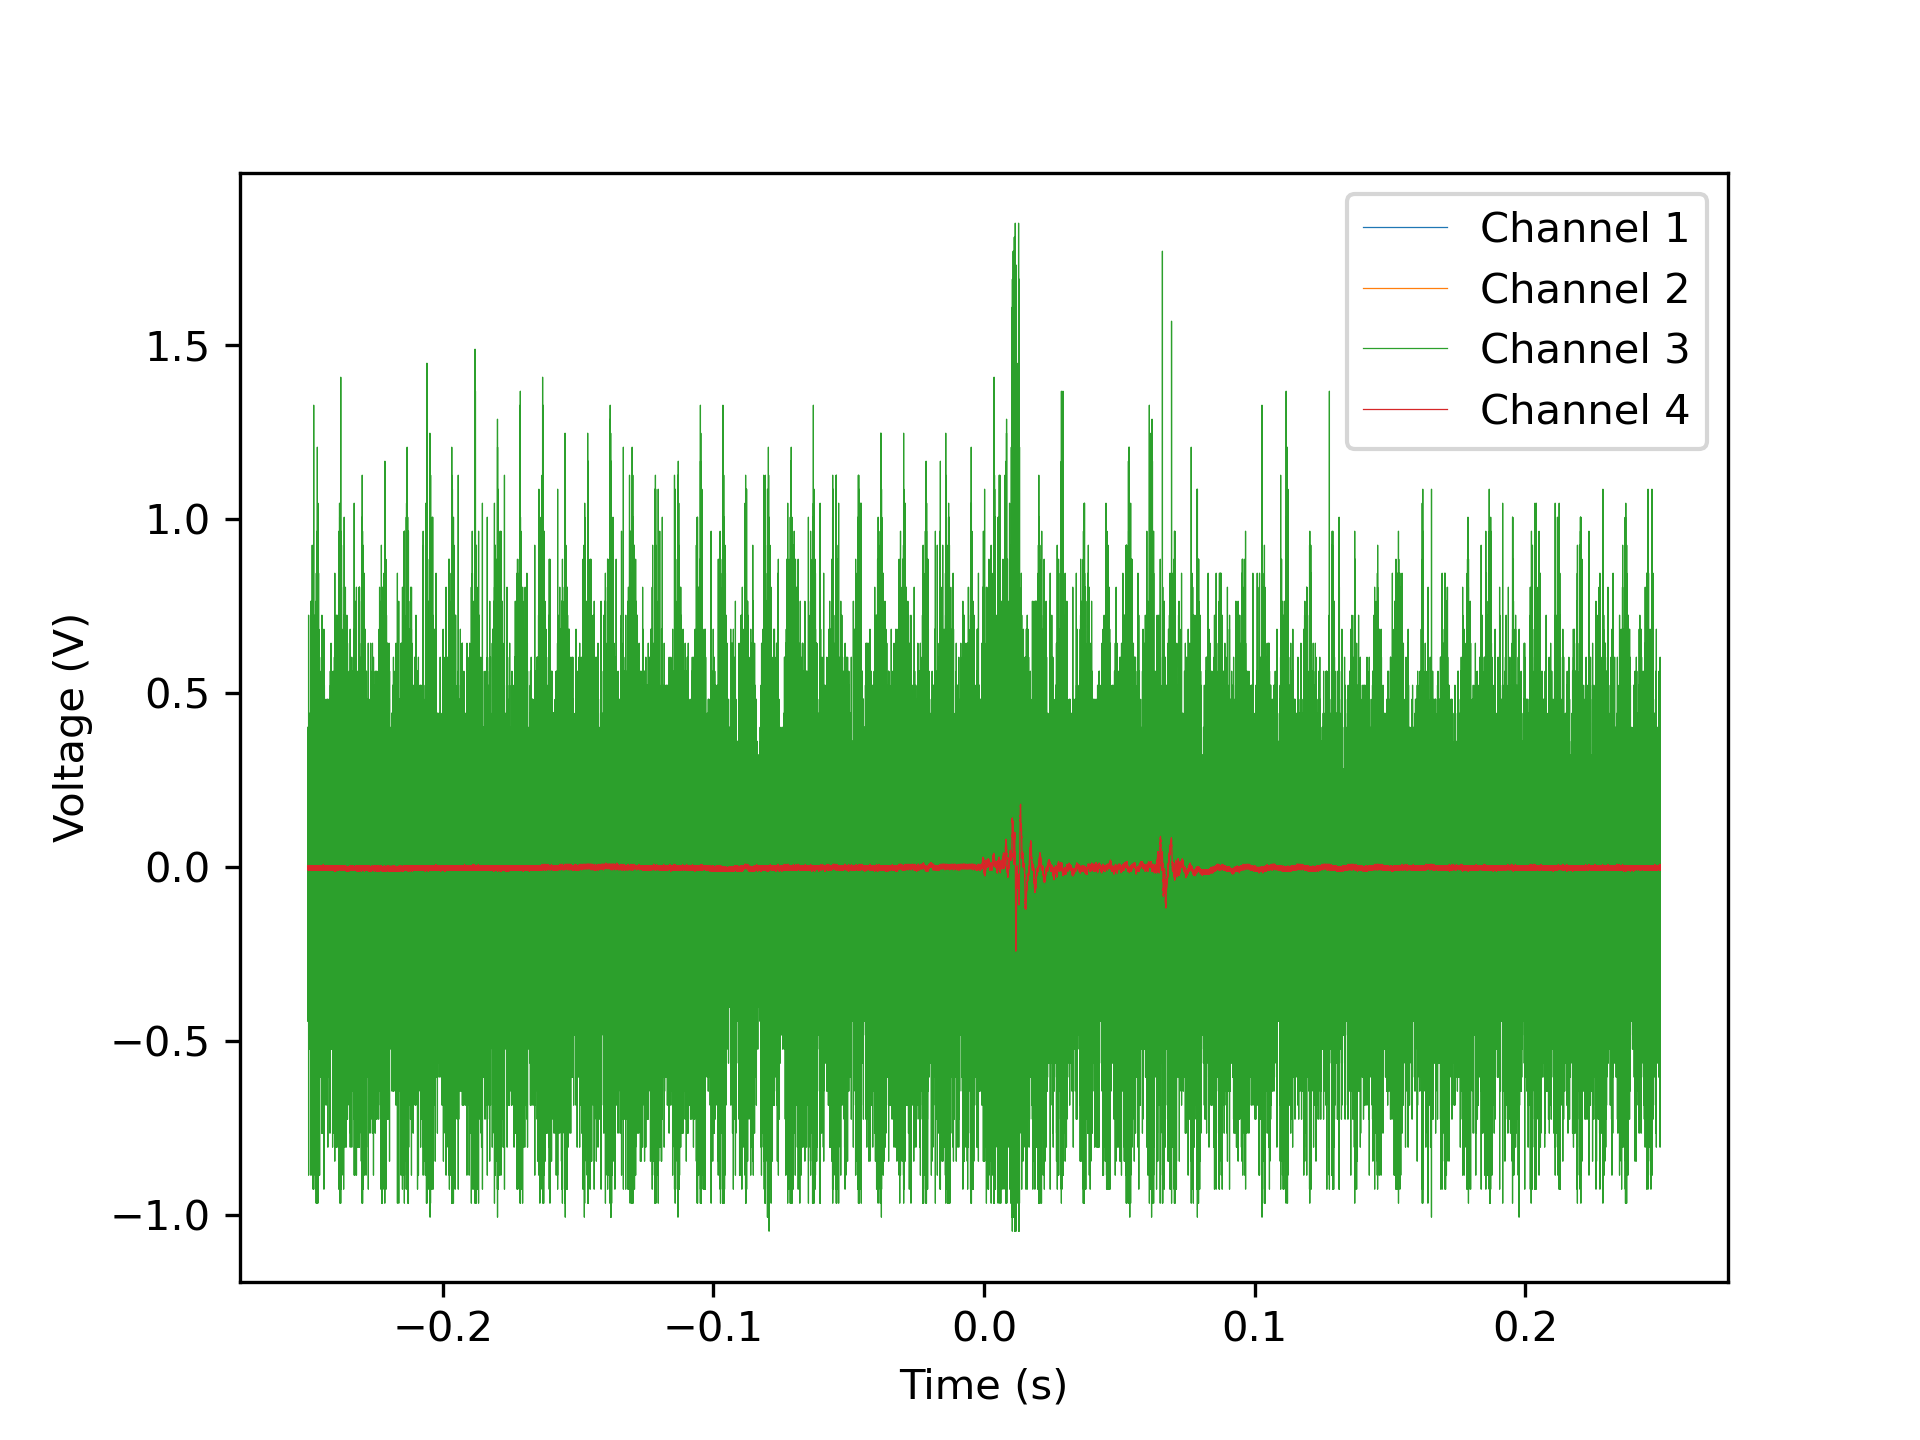 Channel 1
Channel 2
Channel 3
Channel 4
1.5
1.0
0.5
0.0
−0.5
−1.0
Voltage (V)
−0.2
−0.1
0.0
0.1
0.2
Time (s)